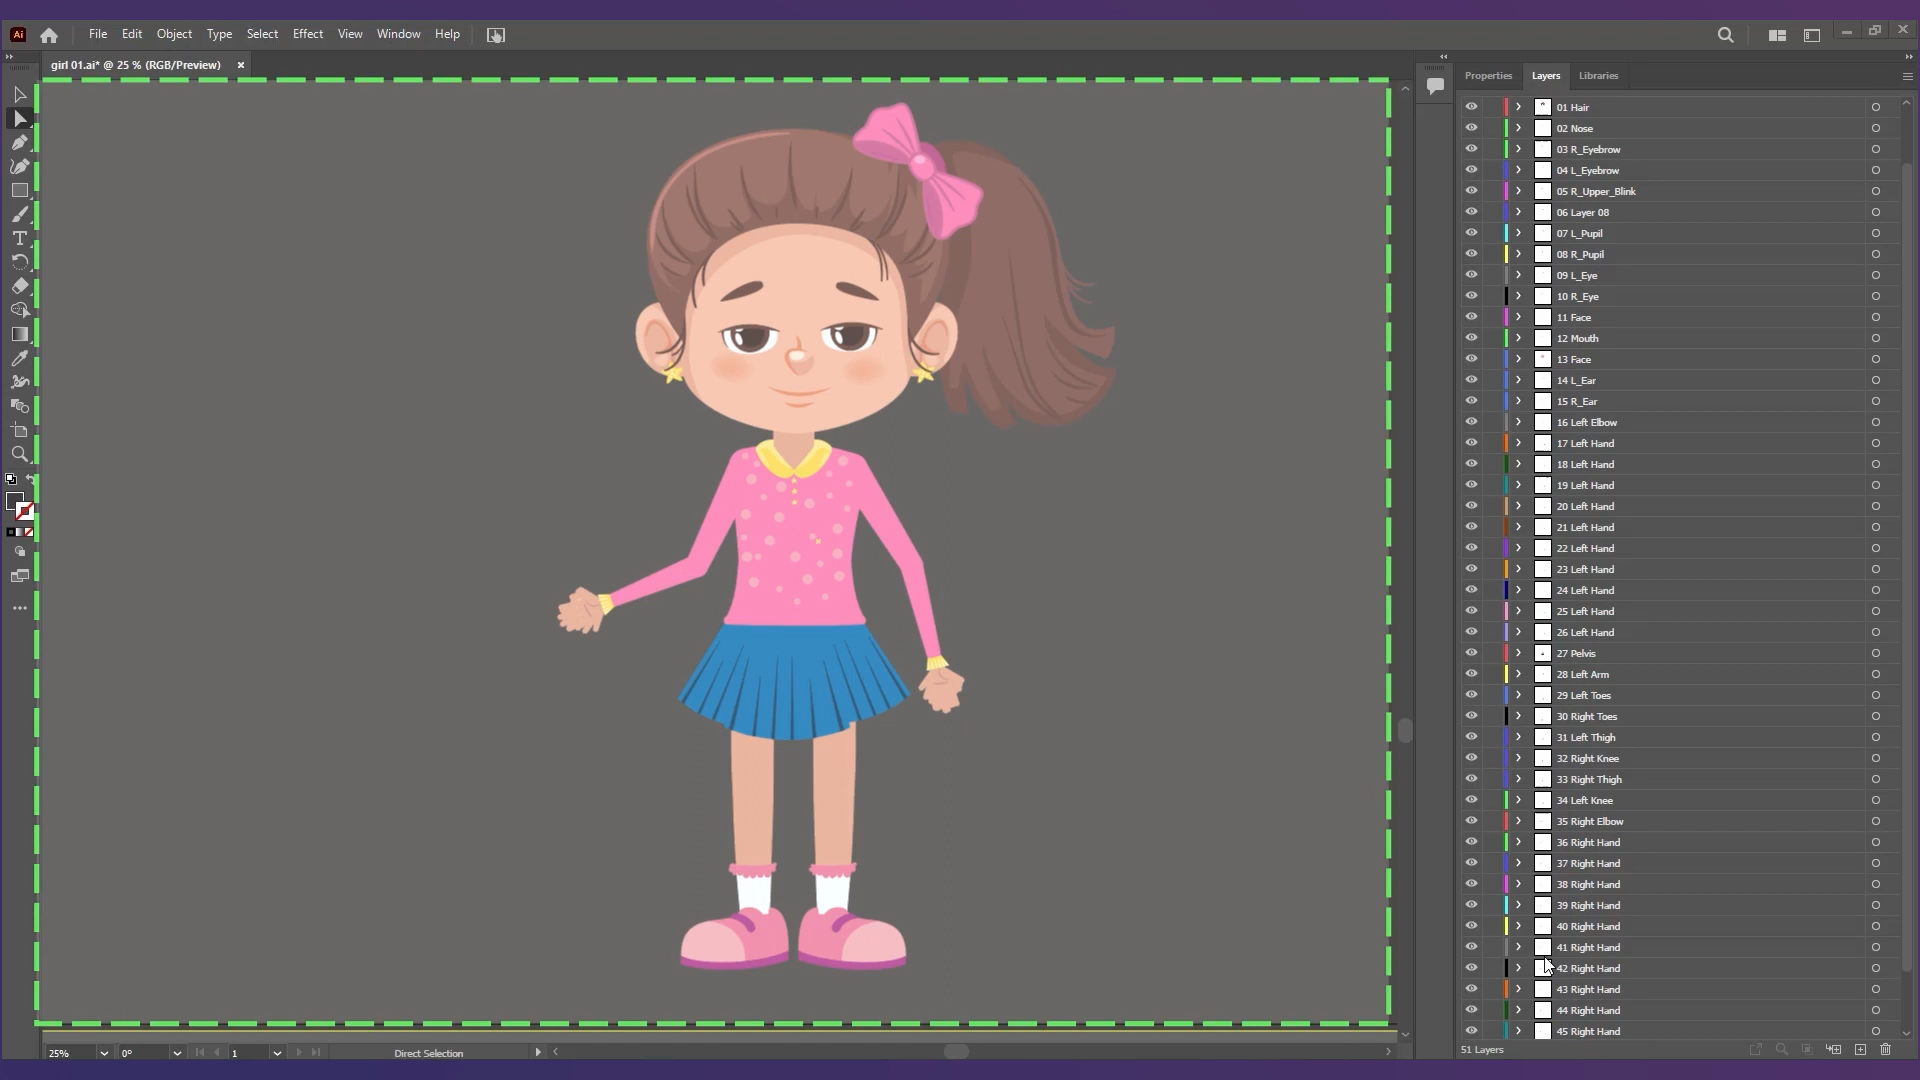 Ai File Edit Object Type Select Effect View Window Help
girl 01.ai* @ 25 % (RGB/Preview) ×
Properties Layers Libraries
01 Hair
02 Nose
03 R_Eyebrow
04 L_Eyebrow
05 R_Upper_Blink
06 Layer 08
07 L_Pupil
08 R_Pupil
09 L_Eye
10 R_Eye
11 Face
12 Mouth
13 Face
14 L_Ear
15 R_Ear
16 Left Elbow
17 Left Hand
18 Left Hand
19 Left Hand
20 Left Hand
21 Left Hand
22 Left Hand
23 Left Hand
24 Left Hand
25 Left Hand
26 Left Hand
27 Pelvis
28 Left Arm
29 Left Toes
30 Right Toes
31 Left Thigh
32 Right Knee
33 Right Thigh
34 Left Knee
35 Right Elbow
36 Right Hand
37 Right Hand
38 Right Hand
39 Right Hand
40 Right Hand
41 Right Hand
42 Right Hand
43 Right Hand
44 Right Hand
45 Right Hand
25% 0° 1 Direct Selection
51 Layers